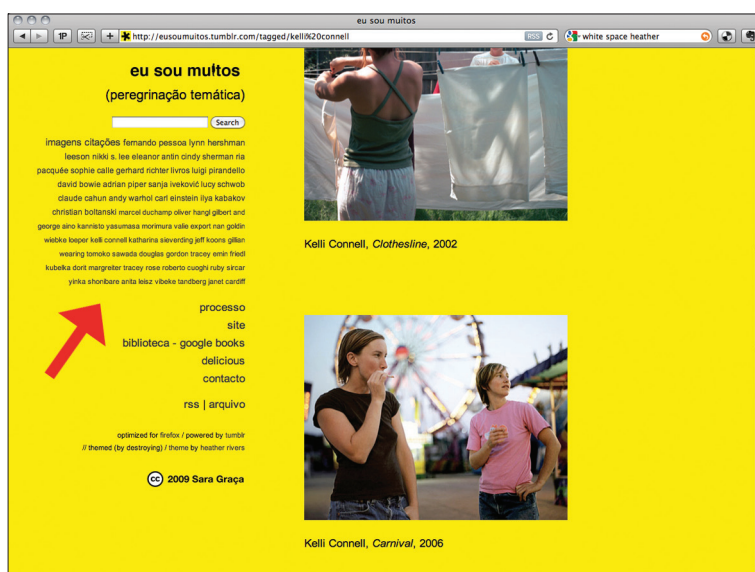 eu sou muitos
1P
+
http://eusoumuitos.tumblr.com/tagged/kelli%20connell
RSS
white space heather
eu sou muitos
(peregrinação temática)
Search
imagens citações fernando pessoa lynn hershman
leeson nikki s. lee eleanor antin cindy sherman ria
pacquée sophie calle gerhard richter livros luigi pirandello
david bowie adrian piper sanja iveković lucy schwob
claude cahun andy warhol carl einstein ilya kabakov
christian boltanski marcel duchamp oliver hangl gilbert and
george aino kannisto yasumasa morimura valie export nan goldin
wiebke loeper kelli connell katharina sieverding jeff koons gillian
wearing tomoko sawada douglas gordon tracey emin friedl
kubelka dorit margreiter tracey rose roberto cuoghi ruby sircar
yinka shonibare anita leisz vibeke tandberg janet cardiff
processo
site
biblioteca - google books
delicious
contacto
rss | arquivo
optimized for firefox / powered by tumblr
// themed (by destroying) / theme by heather rivers
cc 2009 Sara Graça
Kelli Connell, Clothesline, 2002
Kelli Connell, Carnival, 2006